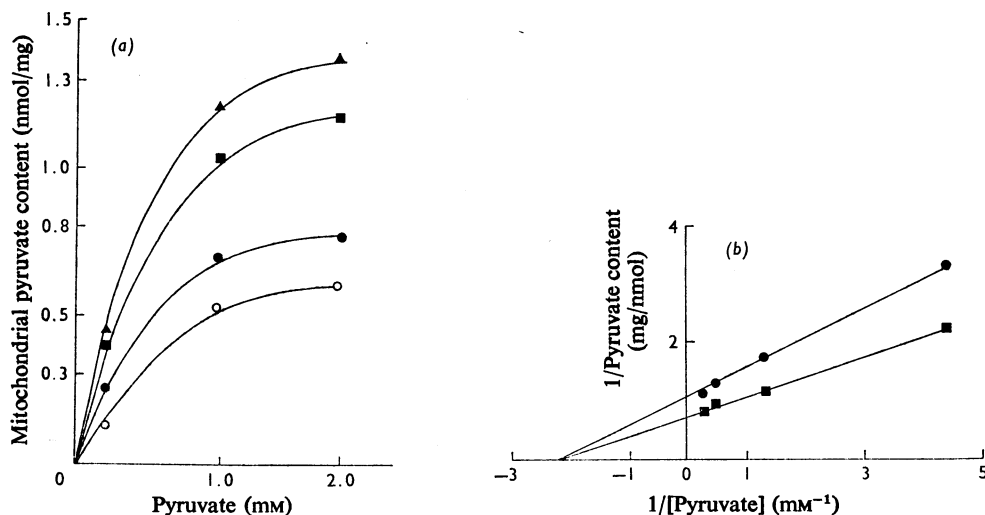 (a)
Mitochondrial pyruvate content (nmol/mg)
1.5
1.3
1.0
0.8
0.5
0.3
0
1.0
2.0
Pyruvate (mM)
(b)
1/Pyruvate content
(mg/nmol)
4
2
−3
−1
0
1
3
5
1/[Pyruvate] (mM⁻¹)